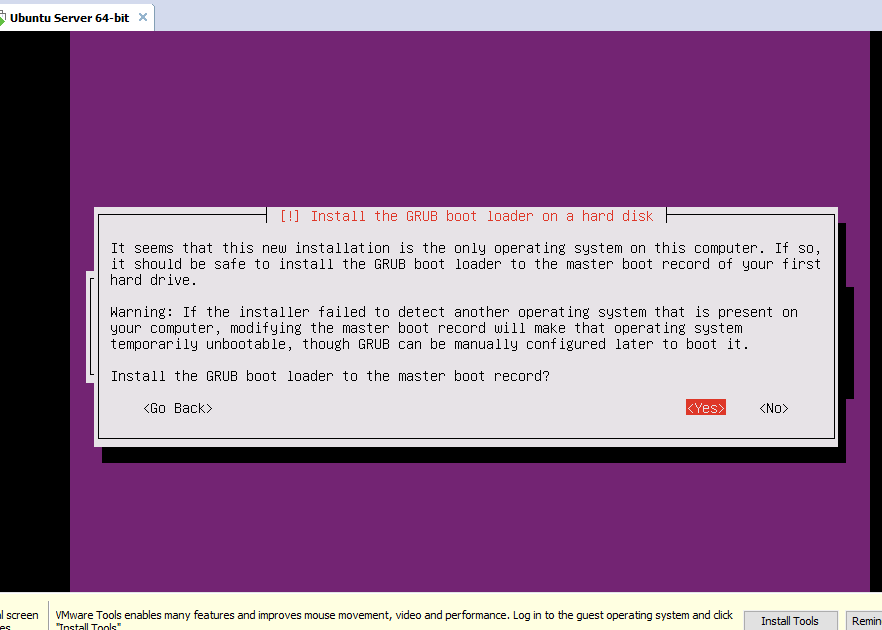 Ubuntu Server 64-bit
[!] Install the GRUB boot loader on a hard disk
It seems that this new installation is the only operating system on this computer. If so,
it should be safe to install the GRUB boot loader to the master boot record of your first
hard drive.
Warning: If the installer failed to detect another operating system that is present on
your computer, modifying the master boot record will make that operating system
temporarily unbootable, though GRUB can be manually configured later to boot it.
Install the GRUB boot loader to the master boot record?
<Go Back> <Yes> <No>
screen
VMware Tools enables many features and improves mouse movement, video and performance. Log in to the guest operating system and click
"Install Tools"
Install Tools
Remin